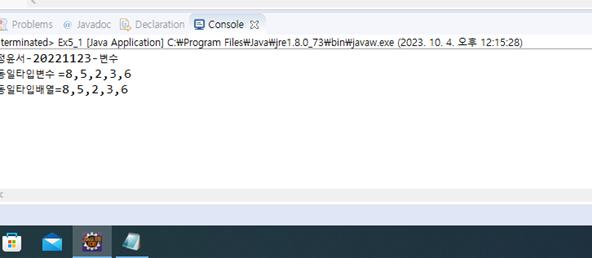 Problems @ Javadoc Declaration Console
terminated> Ex5_1 [Java Application] C:₩Program Files₩Java₩jre1.8.0_73₩bin₩javaw.exe (2023. 10. 4. 오후 12:15:28)
정윤서-20221123-변수
동일타입변수 =8,5,2,3,6
동일타입배열=8,5,2,3,6